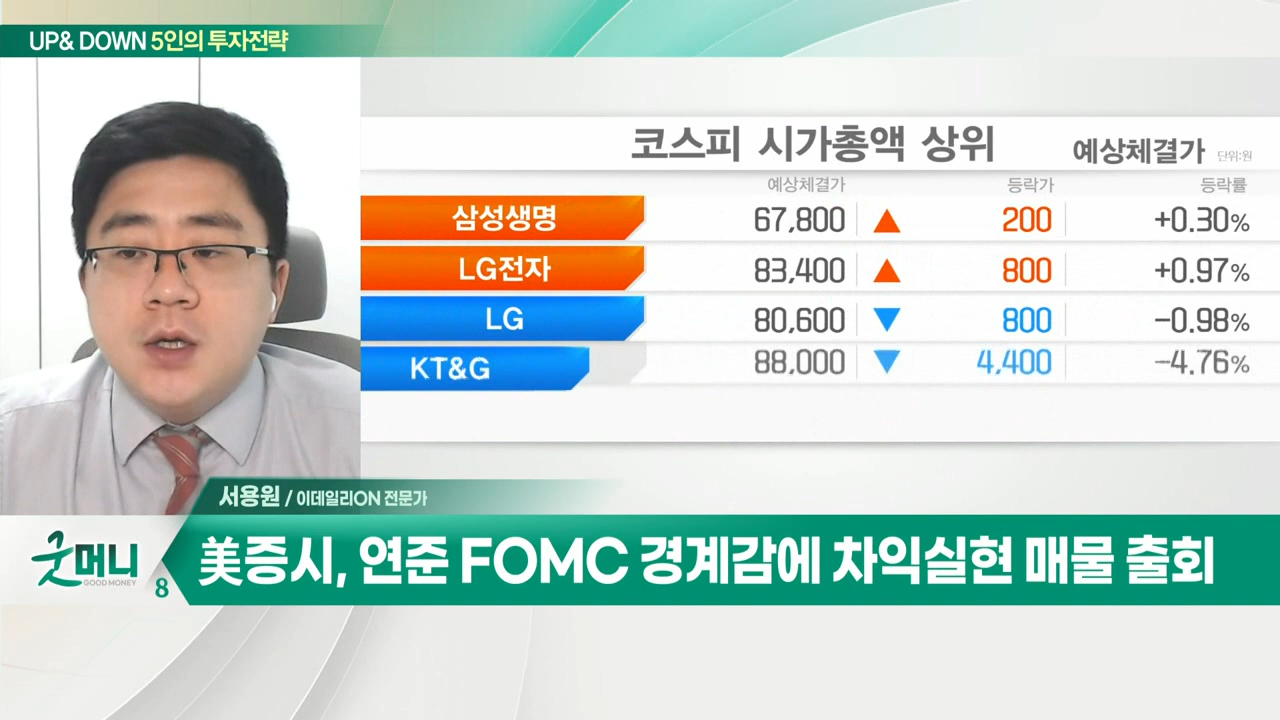 UP& DOWN 5인의 투자전략
코스피 시가총액 상위 예상체결가 단위:원
예상체결가 등락가 등락률
삼성생명 67,800 ▲ 200 +0.30%
LG전자 83,400 ▲ 800 +0.97%
LG 80,600 ▼ 800 -0.98%
KT&G 88,000 ▼ 4,400 -4.76%
서용원 / 이데일리ON 전문가
굿머니
GOOD MONEY
8
美증시, 연준 FOMC 경계감에 차익실현 매물 출회